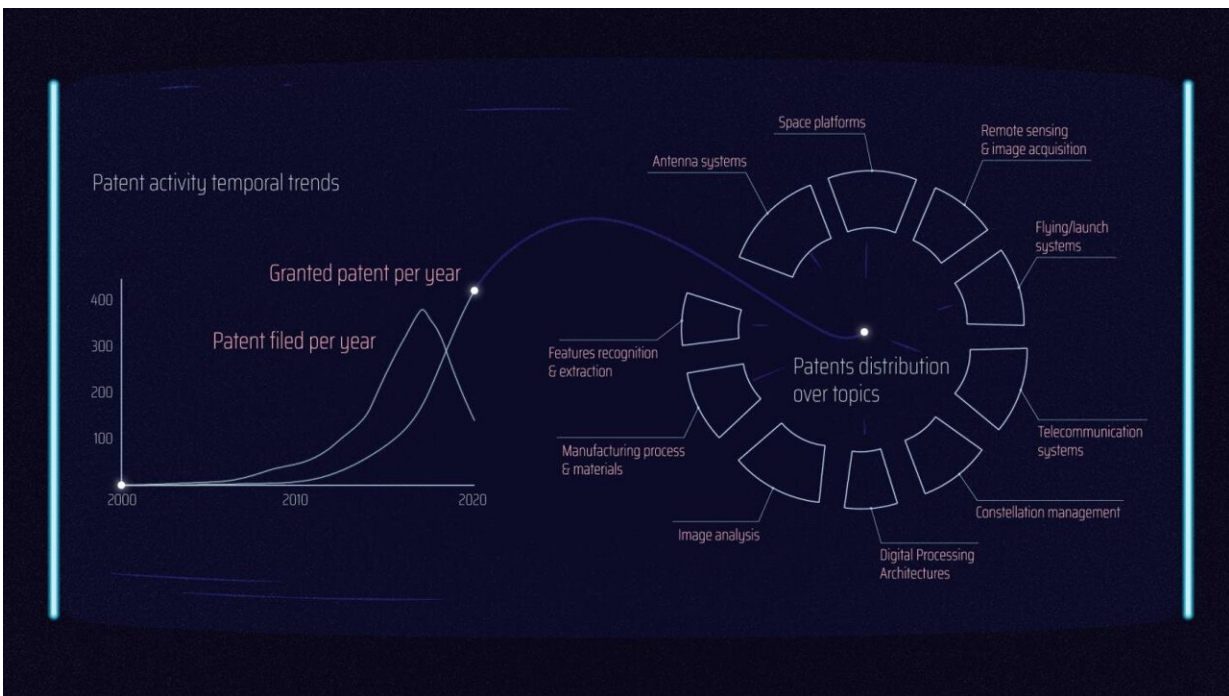 Patent activity temporal trends
Granted patent per year
Patent filed per year
400
300
200
100
2000
2010
2020
Space platforms
Remote sensing
& image acquisition
Antenna systems
Flying/launch
systems
Features recognition
& extraction
Patents distribution
over topics
Telecommunication
systems
Manufacturing process
& materials
Constellation management
Image analysis
Digital Processing
Architectures